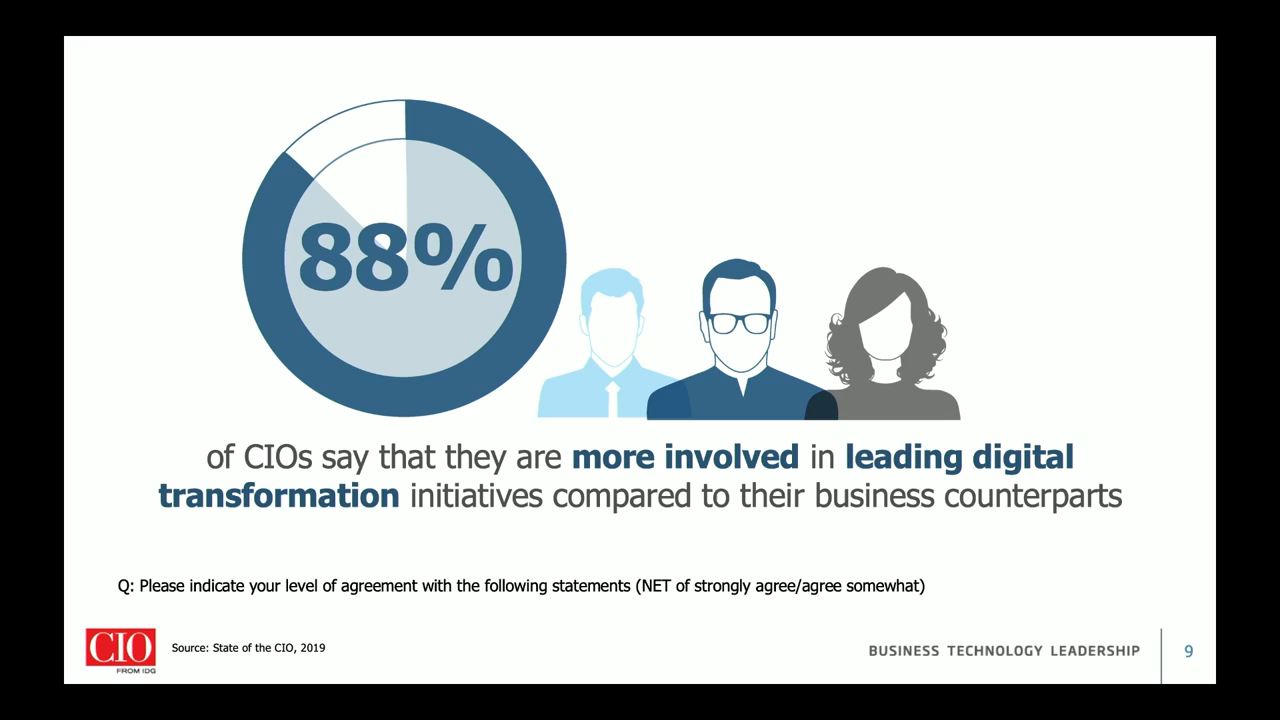 88%
of CIOs say that they are more involved in leading digital
transformation initiatives compared to their business counterparts
Q: Please indicate your level of agreement with the following statements (NET of strongly agree/agree somewhat)
CIO
FROM IDG
Source: State of the CIO, 2019
BUSINESS TECHNOLOGY LEADERSHIP
9